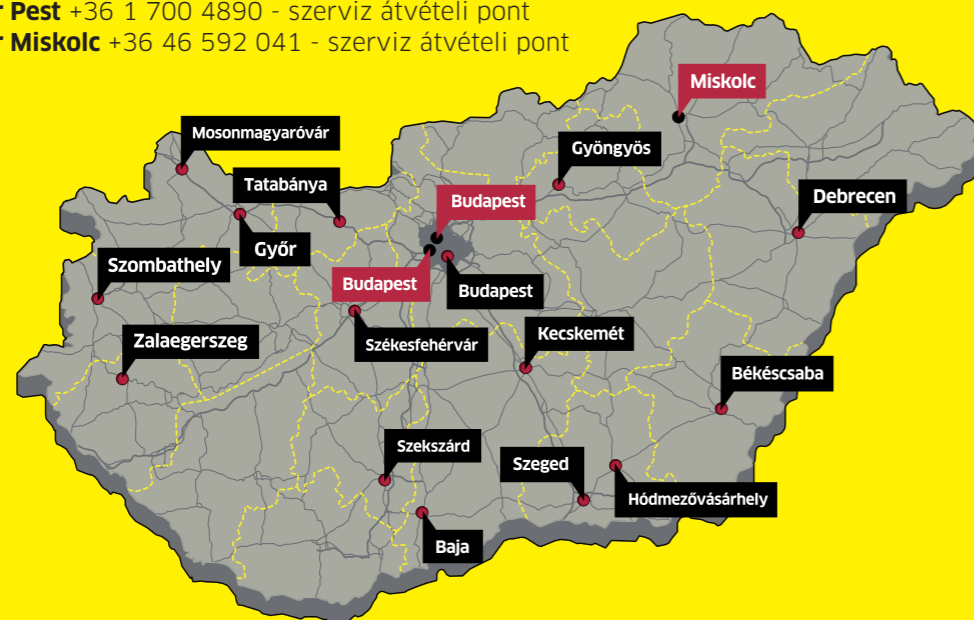 Pest +36 1 700 4890 - szerviz átvételi pont
Miskolc +36 46 592 041 - szerviz átvételi pont
Miskolc
Mosonmagyaróvár
Gyöngyös
Tatabánya
Budapest
Debrecen
Győr
Szombathely
Budapest
Budapest
Zalaegerszeg
Székesfehérvár
Kecskemét
Békéscsaba
Szekszárd
Szeged
Hódmezővásárhely
Baja